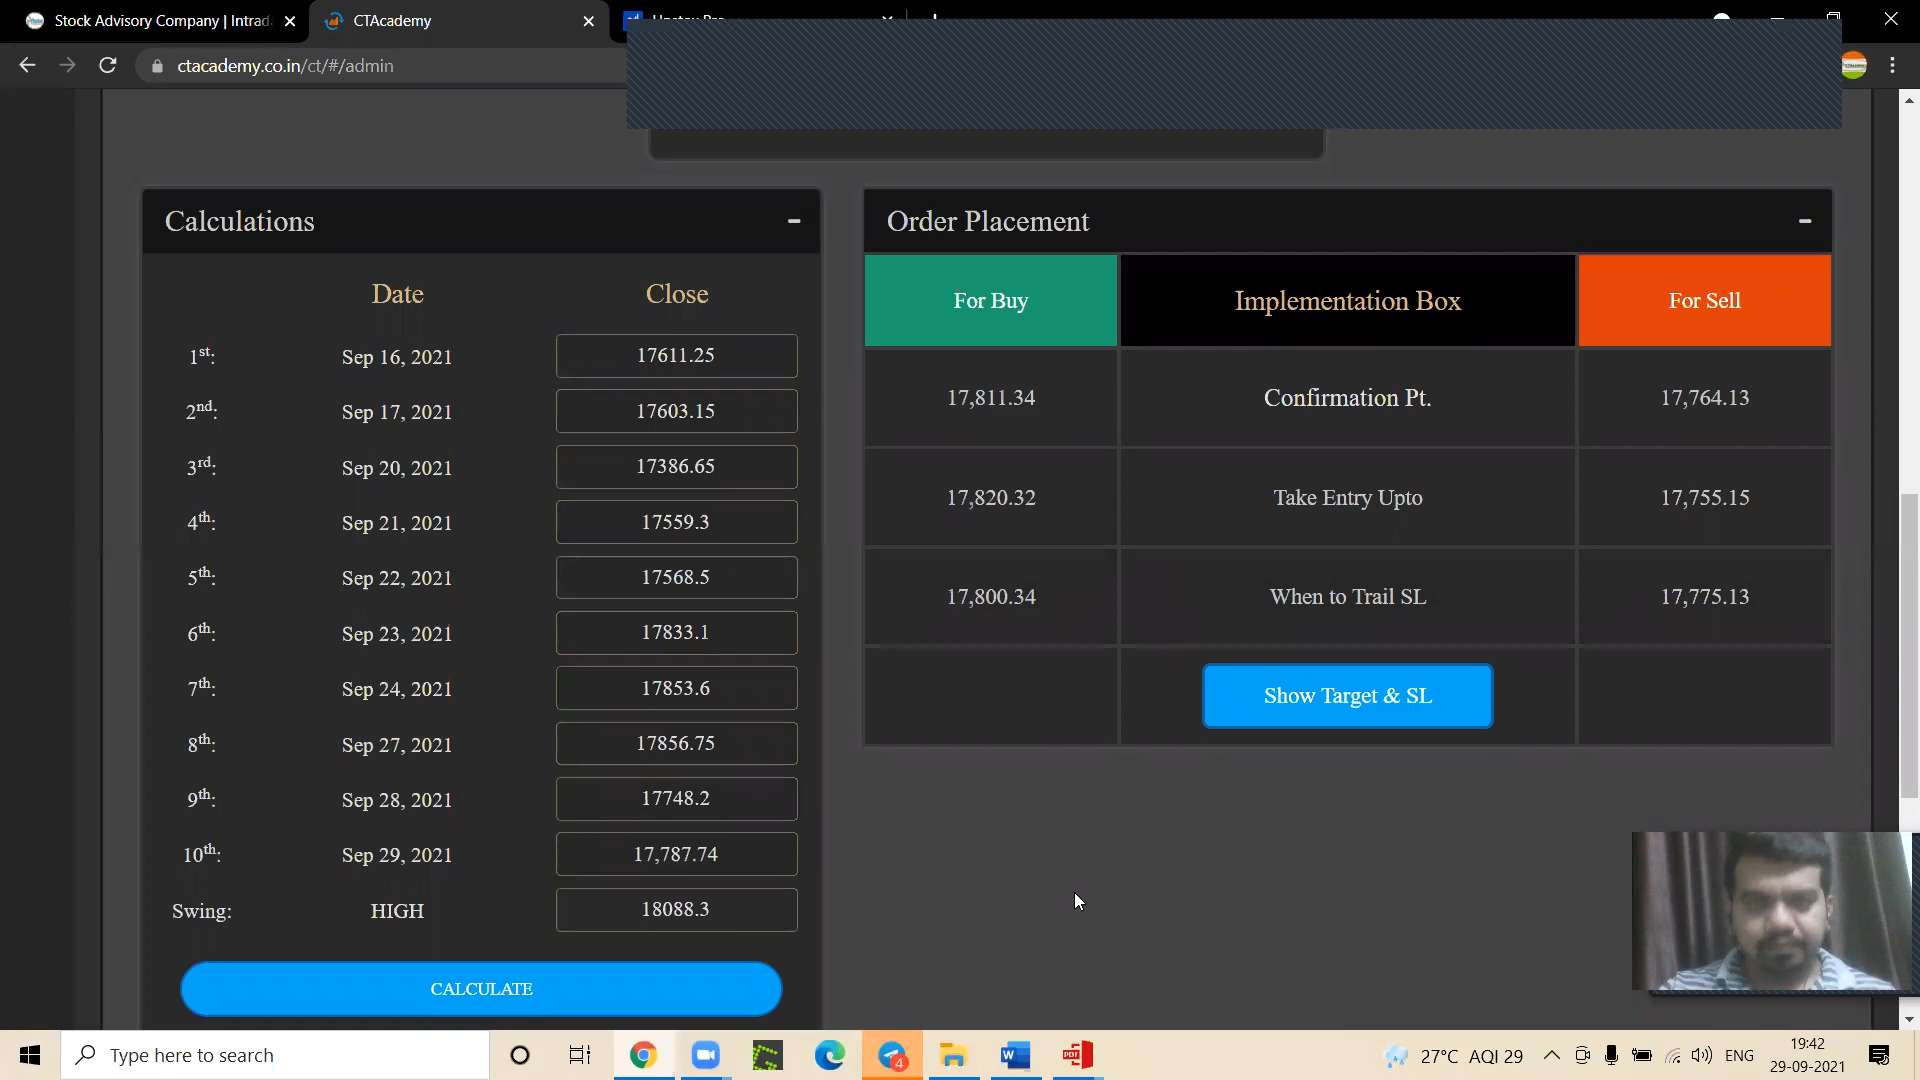 Stock Advisory Company | Intrad
CTAcademy
ctacademy.co.in/ct/#/admin
Calculations
Date Close
1st: Sep 16, 2021 17611.25
2nd: Sep 17, 2021 17603.15
3rd: Sep 20, 2021 17386.65
4th: Sep 21, 2021 17559.3
5th: Sep 22, 2021 17568.5
6th: Sep 23, 2021 17833.1
7th: Sep 24, 2021 17853.6
8th: Sep 27, 2021 17856.75
9th: Sep 28, 2021 17748.2
10th: Sep 29, 2021 17,787.74
Swing: HIGH 18088.3
CALCULATE
Order Placement
For Buy Implementation Box For Sell
17,811.34 Confirmation Pt. 17,764.13
17,820.32 Take Entry Upto 17,755.15
17,800.34 When to Trail SL 17,775.13
Show Target & SL
Type here to search
4
W
PDF
27°C AQI 29
ENG
19:42
29-09-2021